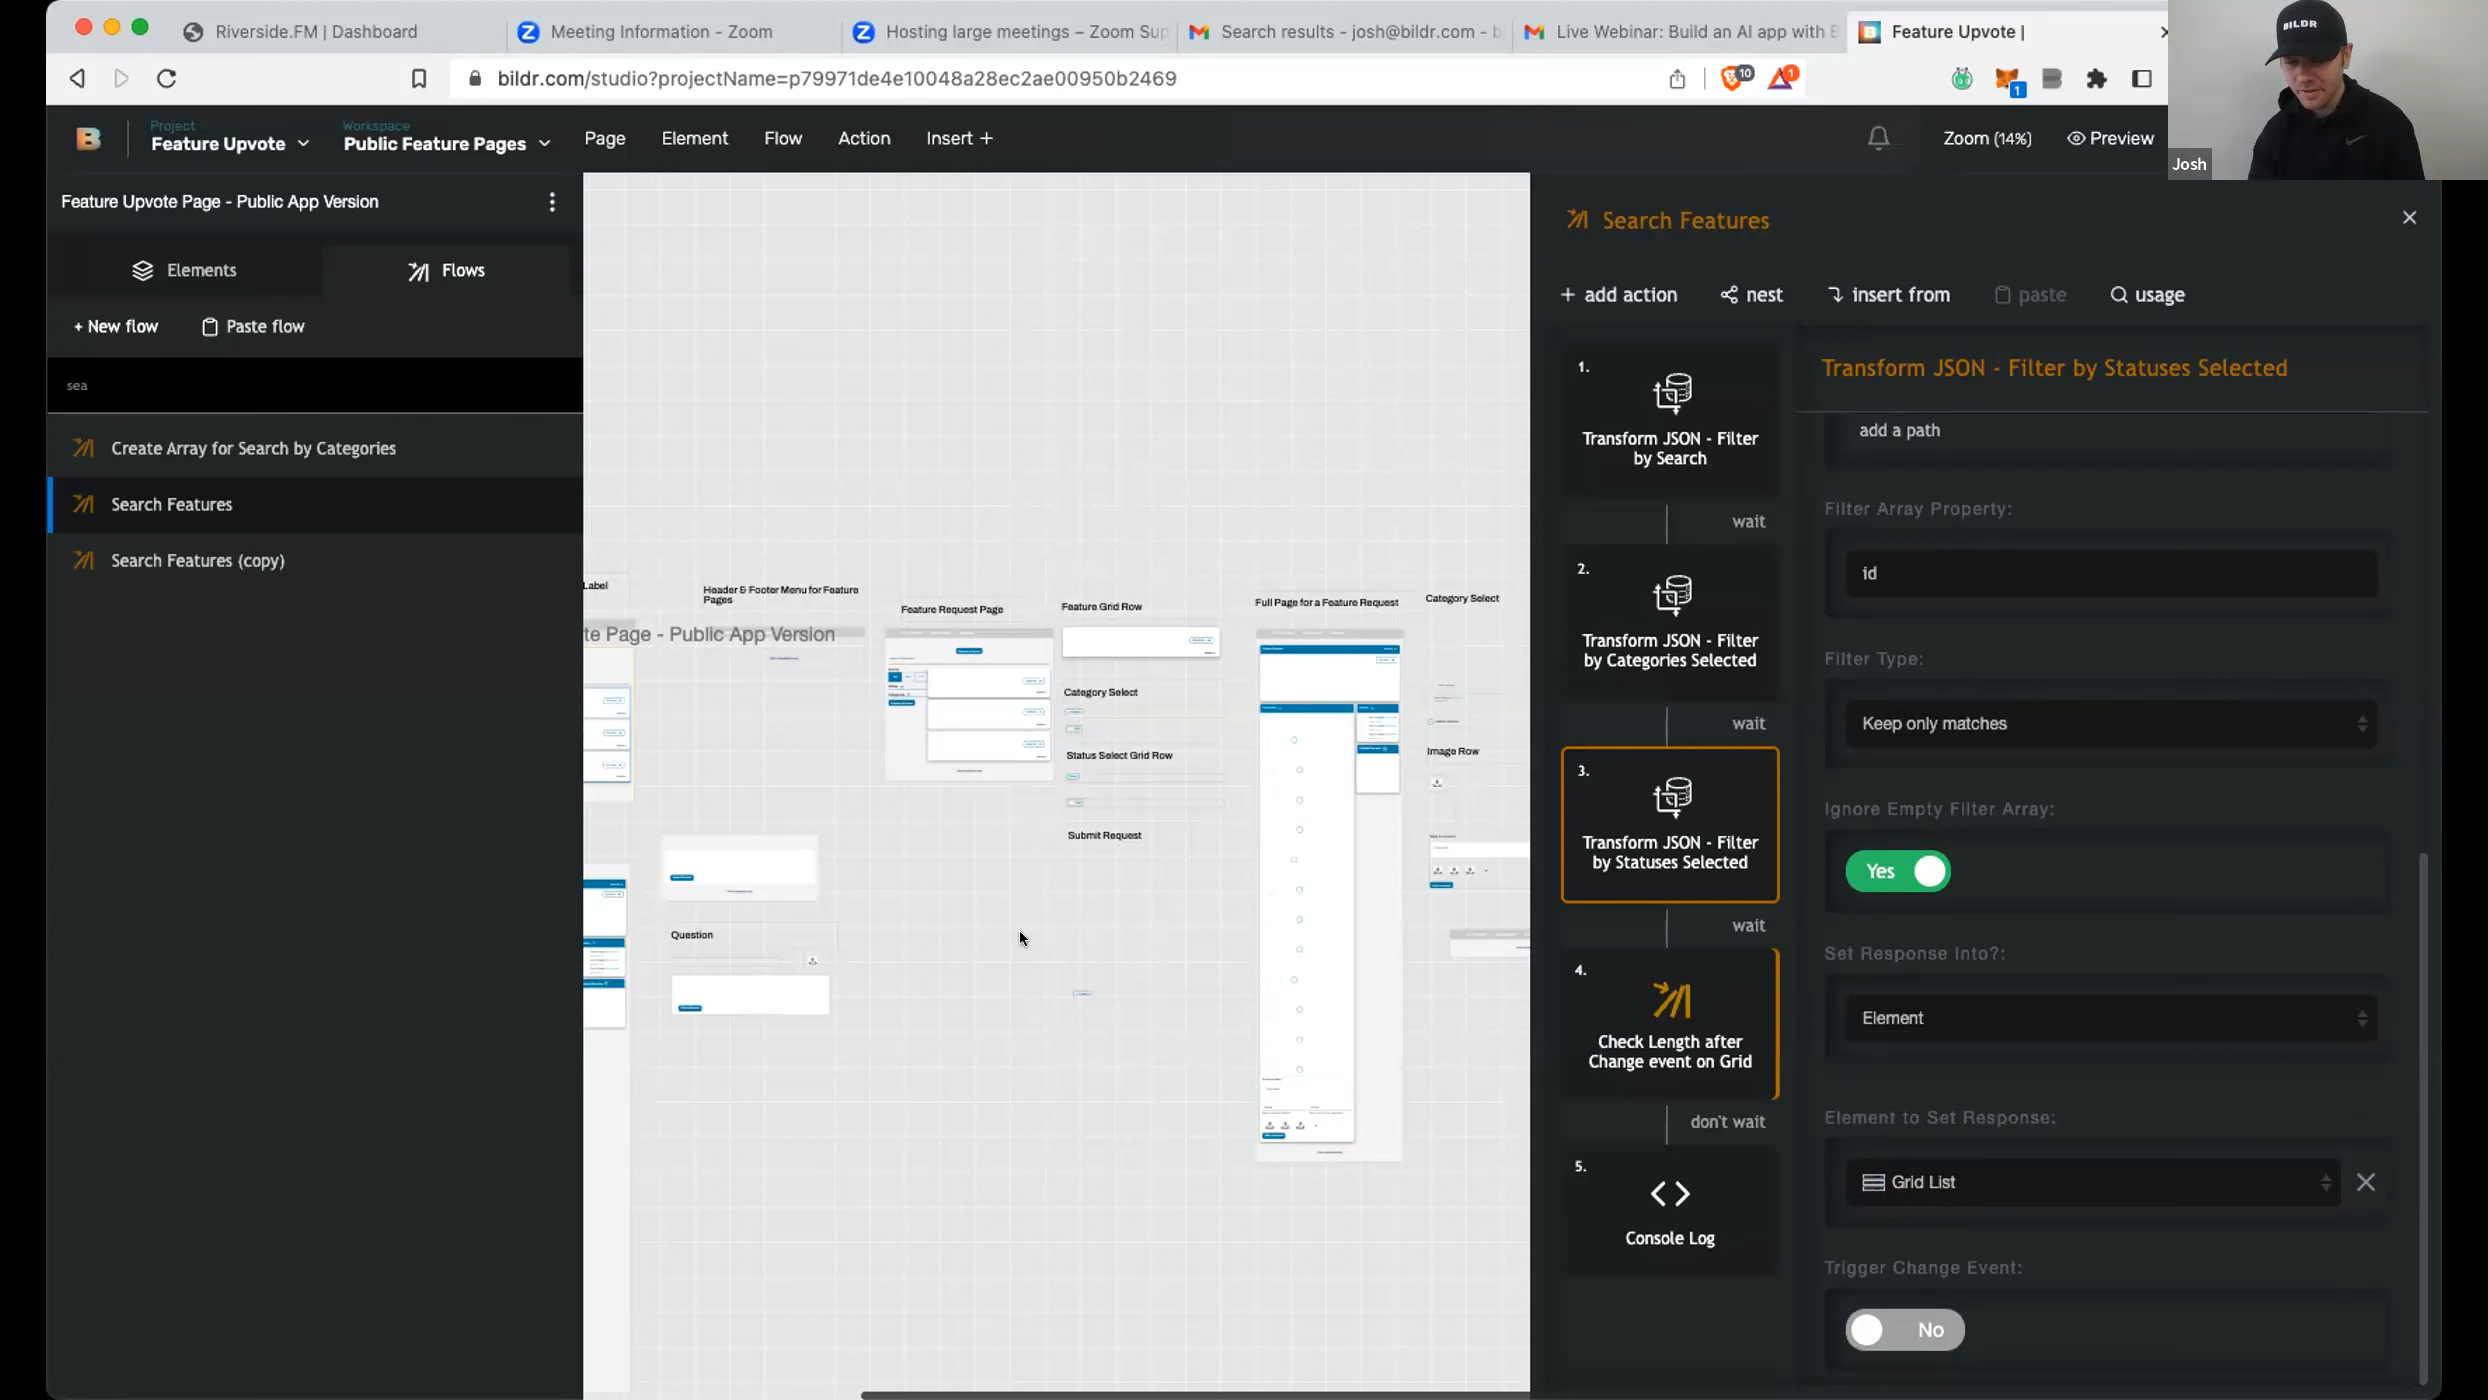 Riverside.FM | Dashboard
Meeting Information - Zoom
Hosting large meetings – Zoom Sup
Search results - josh@bildr.com - b
Live Webinar: Build an AI app with B
Feature Upvote |
bildr.com/studio?projectName=p79971de4e10048a28ec2ae00950b2469
10
1
1
BILDR
Josh
B
Project
Feature Upvote
Workspace
Public Feature Pages
Page
Element
Flow
Action
Insert +
Zoom (14%)
Preview
Feature Upvote Page - Public App Version
Elements
Flows
+ New flow
Paste flow
sea
Create Array for Search by Categories
Search Features
Search Features (copy)
Label
Header & Footer Menu for Feature
Pages
te Page - Public App Version
Feature Request Page
Feature Grid Row
Category Select
Status Select Grid Row
Submit Request
Full Page for a Feature Request
Category Select
Image Row
Question
Search Features
+ add action
nest
insert from
paste
usage
1.
Transform JSON - Filter
by Search
wait
2.
Transform JSON - Filter
by Categories Selected
wait
3.
Transform JSON - Filter
by Statuses Selected
wait
4.
Check Length after
Change event on Grid
don't wait
5.
Console Log
Transform JSON - Filter by Statuses Selected
add a path
Filter Array Property:
id
Filter Type:
Keep only matches
Ignore Empty Filter Array:
Yes
Set Response Into?:
Element
Element to Set Response:
Grid List
Trigger Change Event:
No